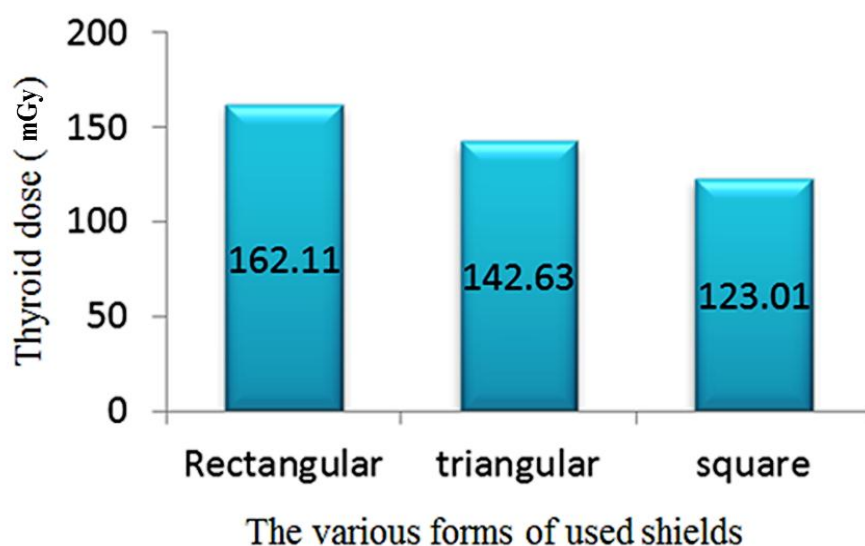 Thyroid dose ( mGy)
200
150
100
50
0
162.11
142.63
123.01
Rectangular
triangular
square
The various forms of used shields